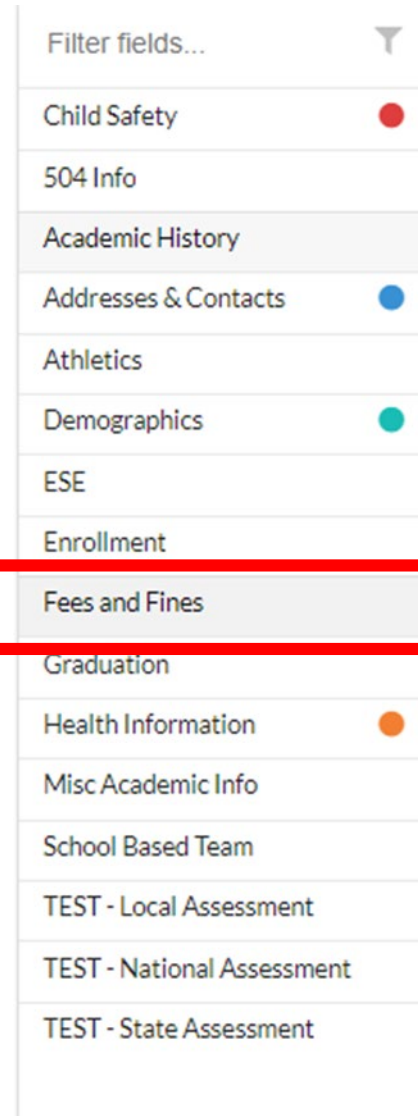 Filter fields...
Child Safety
504 Info
Academic History
Addresses & Contacts
Athletics
Demographics
ESE
Enrollment
Fees and Fines
Graduation
Health Information
Misc Academic Info
School Based Team
TEST - Local Assessment
TEST - National Assessment
TEST - State Assessment